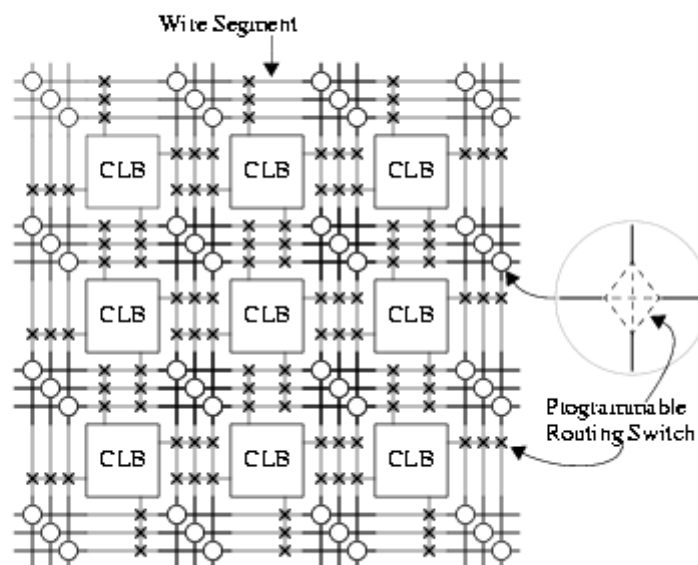 Wire Segment
CLB CLB CLB
CLB CLB CLB
CLB CLB CLB
Programmable
Routing Switch